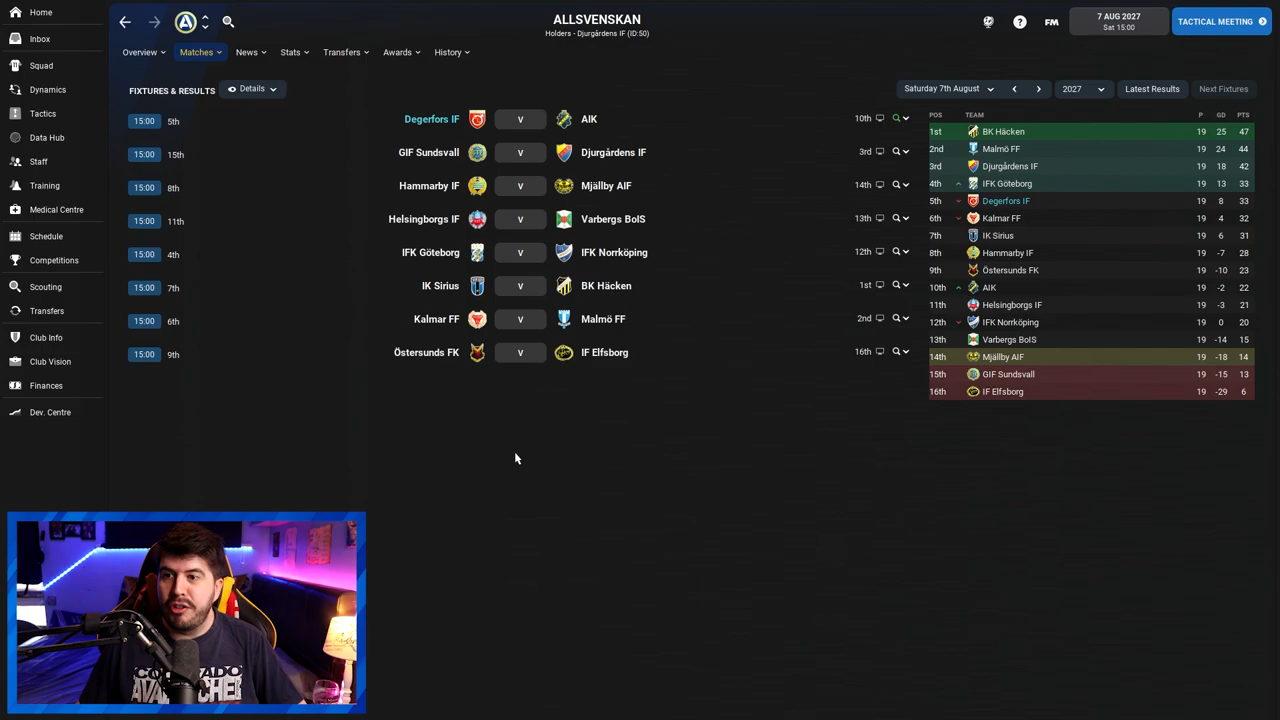 Home
Inbox
Squad
Dynamics
Tactics
Data Hub
Staff
Training
Medical Centre
Schedule
Competitions
Scouting
Transfers
Club Info
Club Vision
Finances
Dev. Centre
ALLSVENSKAN
Holders - Djurgårdens IF (ID:50)
FM
7 AUG 2027
Sat 15:00
TACTICAL MEETING
Overview Matches News Stats Transfers Awards History
FIXTURES & RESULTS Details
Saturday 7th August 2027 Latest Results Next Fixtures
15:00 5th Degerfors IF v AIK 10th
15:00 15th GIF Sundsvall v Djurgårdens IF 3rd
15:00 8th Hammarby IF v Mjällby AIF 14th
15:00 11th Helsingborgs IF v Varbergs BoIS 13th
15:00 4th IFK Göteborg v IFK Norrköping 12th
15:00 7th IK Sirius v BK Häcken 1st
15:00 6th Kalmar FF v Malmö FF 2nd
15:00 9th Östersunds FK v IF Elfsborg 16th
POS TEAM P GD PTS
1st BK Häcken 19 25 47
2nd Malmö FF 19 24 44
3rd Djurgårdens IF 19 18 42
4th IFK Göteborg 19 13 33
5th Degerfors IF 19 8 33
6th Kalmar FF 19 4 32
7th IK Sirius 19 6 31
8th Hammarby IF 19 -7 28
9th Östersunds FK 19 -10 23
10th AIK 19 -2 22
11th Helsingborgs IF 19 -3 21
12th IFK Norrköping 19 0 20
13th Varbergs BoIS 19 -14 15
14th Mjällby AIF 19 -18 14
15th GIF Sundsvall 19 -15 13
16th IF Elfsborg 19 -29 6